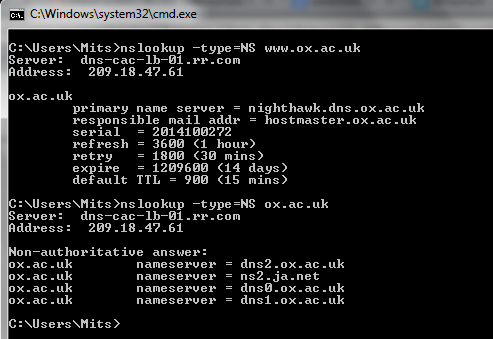 C:\Windows\system32\cmd.exe
C:\Users\Mits>nslookup -type=NS www.ox.ac.uk
Server:  dns-cac-lb-01.rr.com
Address:  209.18.47.61
ox.ac.uk
primary name server = nighthawk.dns.ox.ac.uk
responsible mail addr = hostmaster.ox.ac.uk
serial  = 2014100272
refresh = 3600 (1 hour)
retry   = 1800 (30 mins)
expire  = 1209600 (14 days)
default TTL = 900 (15 mins)
C:\Users\Mits>nslookup -type=NS ox.ac.uk
Server:  dns-cac-lb-01.rr.com
Address:  209.18.47.61
Non-authoritative answer:
ox.ac.uk        nameserver = dns2.ox.ac.uk
ox.ac.uk        nameserver = ns2.ja.net
ox.ac.uk        nameserver = dns0.ox.ac.uk
ox.ac.uk        nameserver = dns1.ox.ac.uk
C:\Users\Mits>